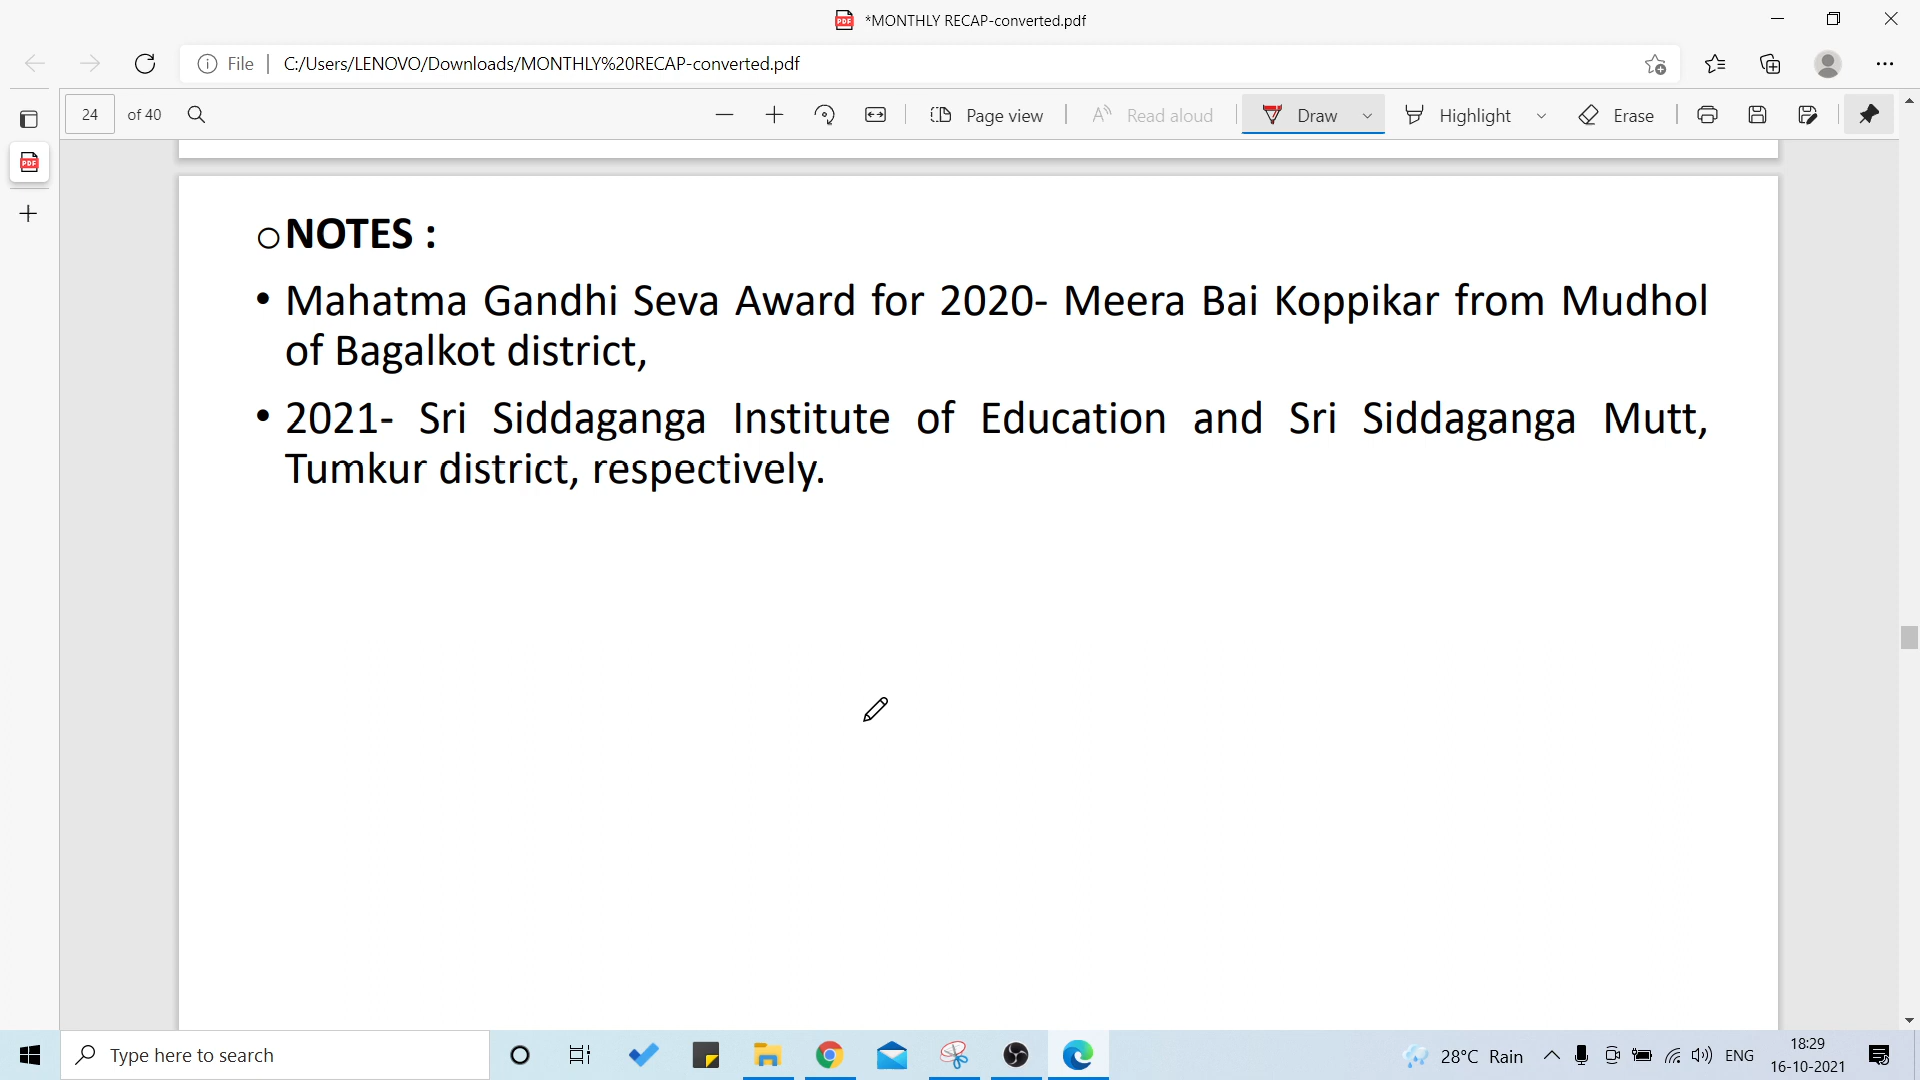 *MONTHLY RECAP-converted.pdf
File | C:/Users/LENOVO/Downloads/MONTHLY%20RECAP-converted.pdf
24 of 40 Page view Read aloud Draw Highlight Erase
NOTES :
• Mahatma Gandhi Seva Award for 2020- Meera Bai Koppikar from Mudhol
of Bagalkot district,
• 2021- Sri Siddaganga Institute of Education and Sri Siddaganga Mutt,
Tumkur district, respectively.
Type here to search
28°C Rain
ENG
18:29
16-10-2021